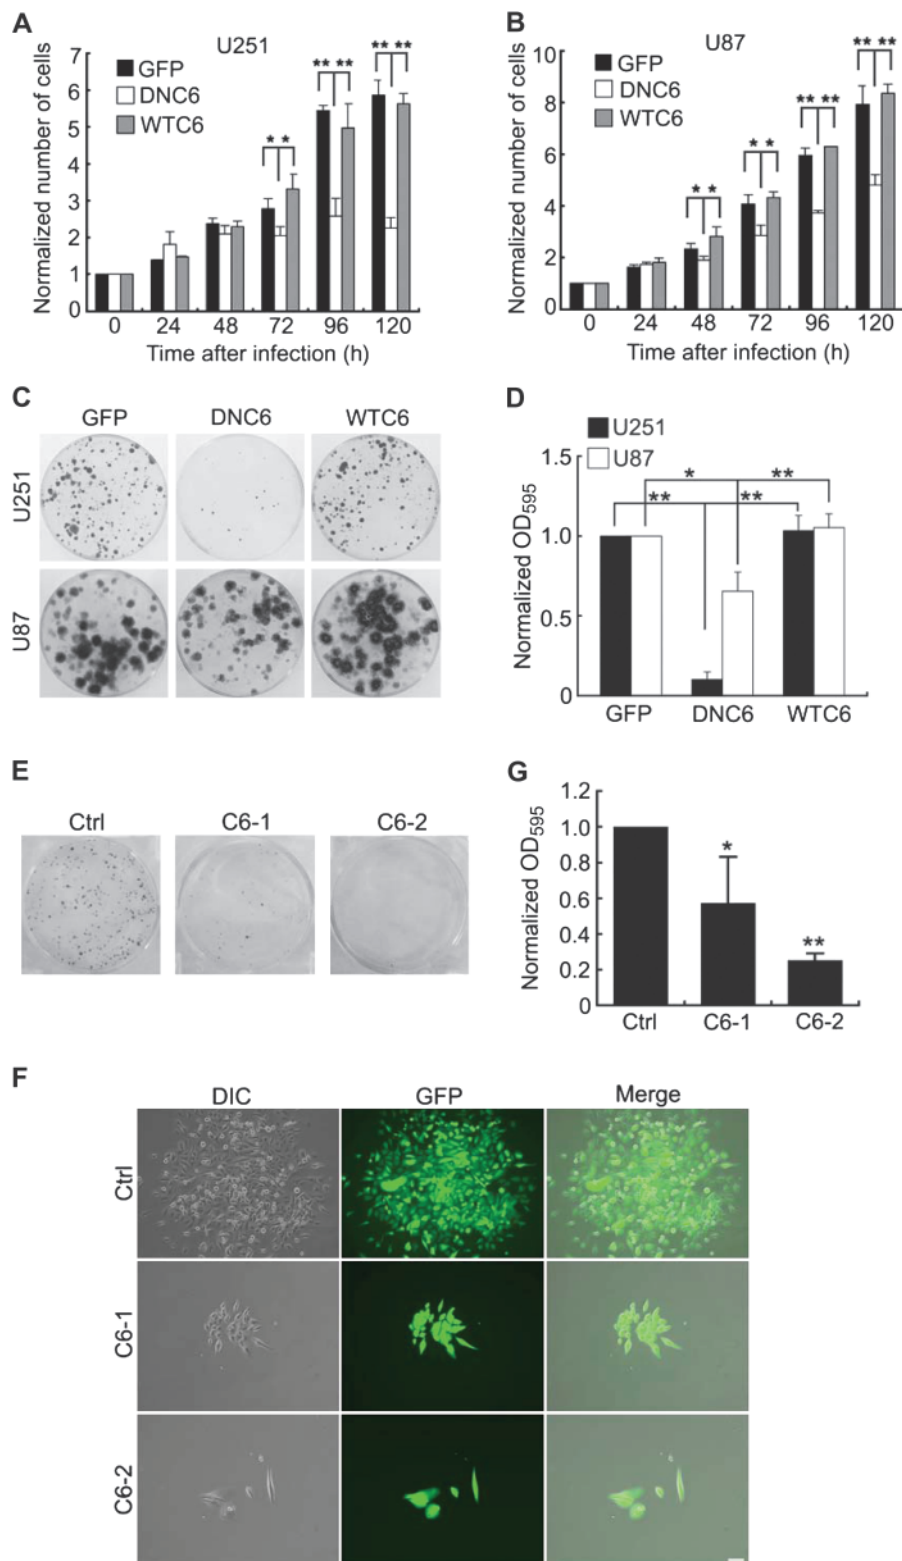 A
U251
Normalized number of cells
7
6
5
4
3
2
1
0
GFP
DNC6
WTC6
* *
** **
** **
0 24 48 72 96 120
Time after infection (h)
B
U87
Normalized number of cells
10
8
6
4
2
0
GFP
DNC6
WTC6
* *
* *
** **
** **
0 24 48 72 96 120
Time after infection (h)
C
GFP DNC6 WTC6
U251
U87
D
U251
U87
Normalized OD595
1.5
1.0
0.5
0
* **
** **
GFP DNC6 WTC6
E
Ctrl C6-1 C6-2
G
Normalized OD595
1.2
1.0
0.8
0.6
0.4
0.2
0
*
**
Ctrl C6-1 C6-2
F
DIC GFP Merge
Ctrl
C6-1
C6-2